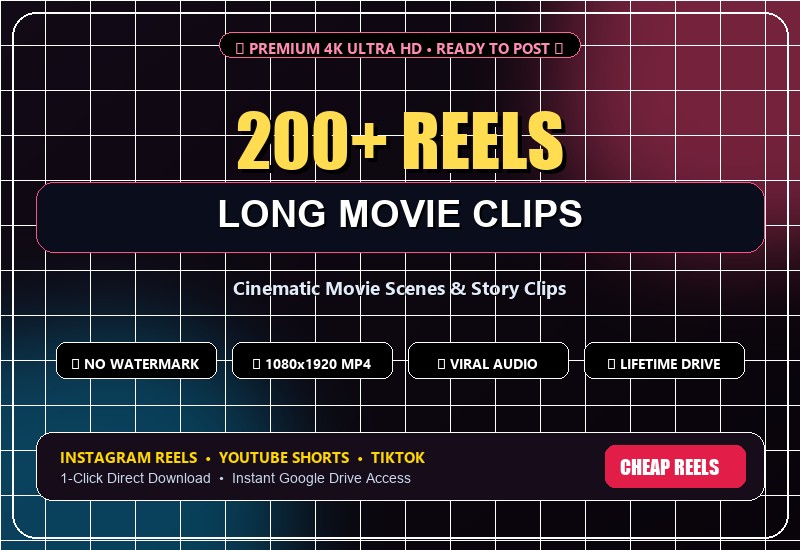 PREMIUM 4K ULTRA HD • READY TO POST
200+ REELS
LONG MOVIE CLIPS
Cinematic Movie Scenes & Story Clips
NO WATERMARK
1080x1920 MP4
VIRAL AUDIO
LIFETIME DRIVE
INSTAGRAM REELS • YOUTUBE SHORTS • TIKTOK
1-Click Direct Download • Instant Google Drive Access
CHEAP REELS